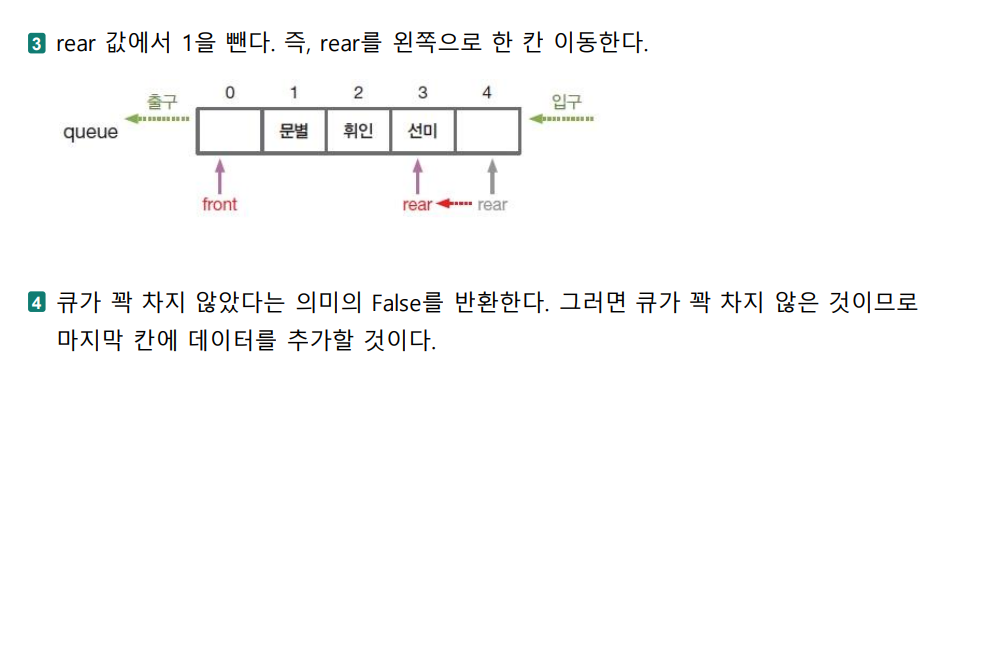 3 rear 값에서 1을 뺀다. 즉, rear를 왼쪽으로 한 칸 이동한다.
0 1 2 3 4
출구 입구
queue 문별 휘인 선미
front rear rear
4 큐가 꽉 차지 않았다는 의미의 False를 반환한다. 그러면 큐가 꽉 차지 않은 것이므로
마지막 칸에 데이터를 추가할 것이다.